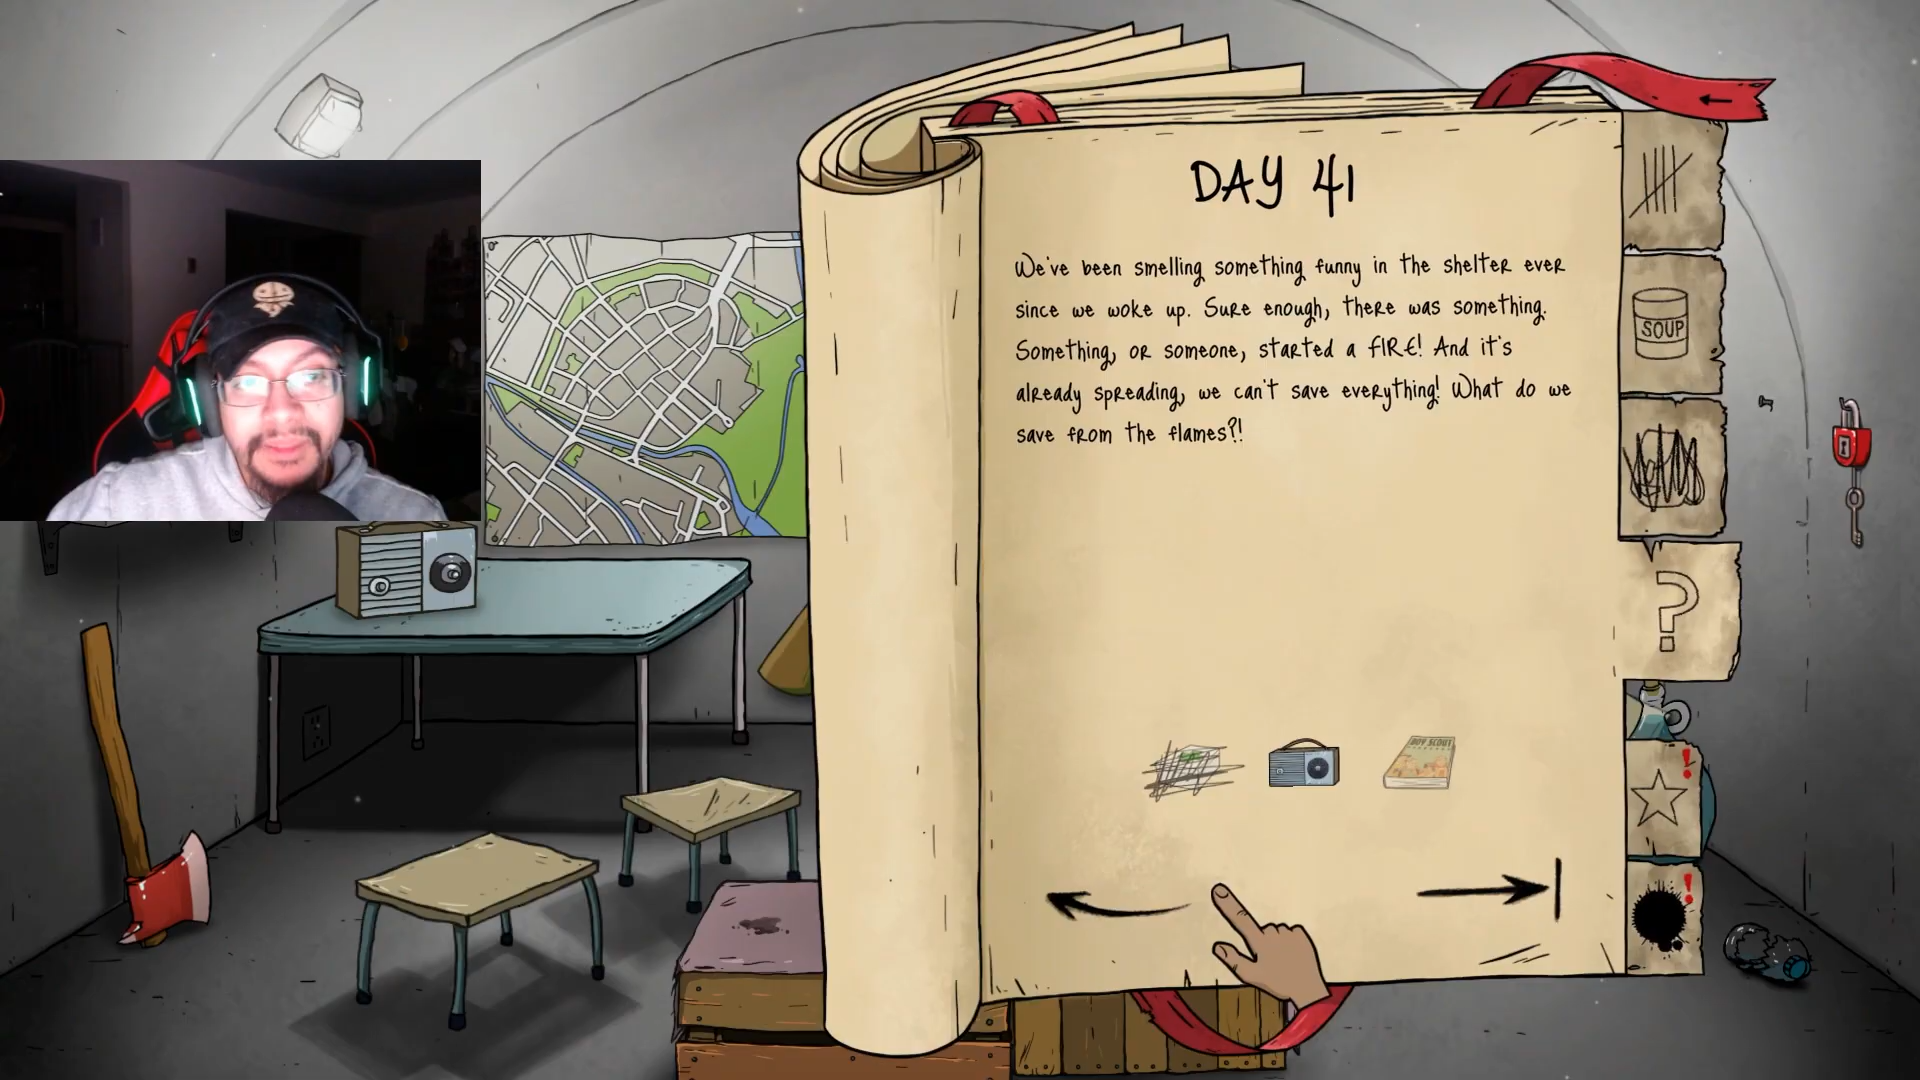 DAY 41
We've been smelling something funny in the shelter ever
since we woke up. Sure enough, there was something.
Something, or someone, started a FIRE! And it's
already spreading, we can't save everything! What do we
save from the flames?!
SOUP
?
!
!
BOY SCOUT